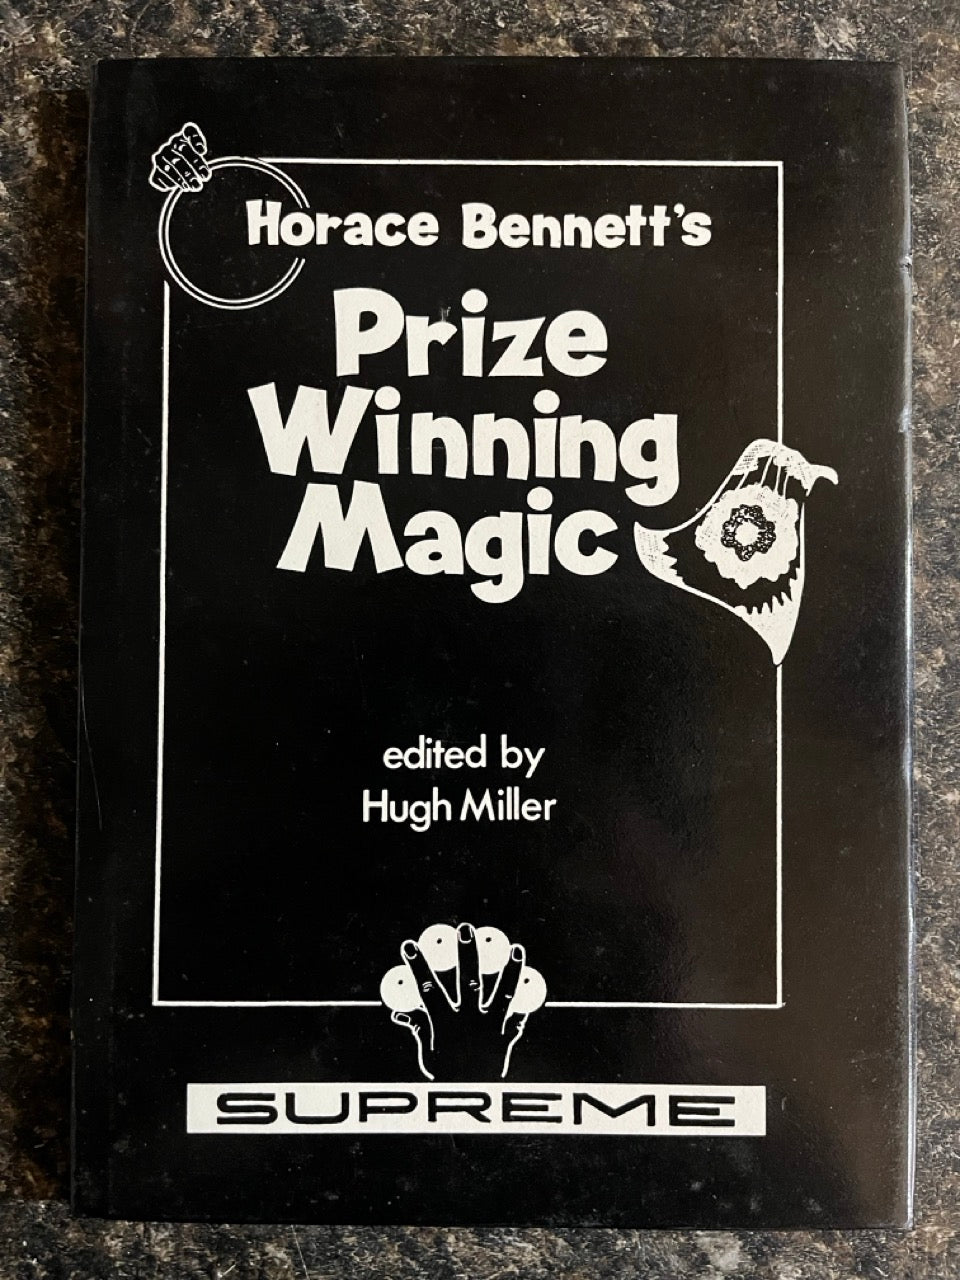 Horace Bennett's
Prize
Winning
Magic
edited by
Hugh Miller
SUPREME